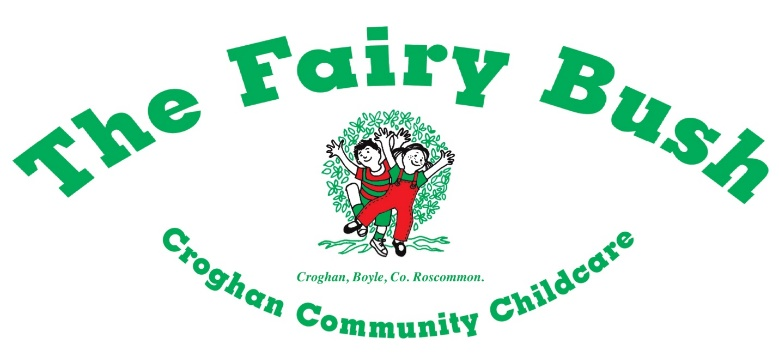 The Fairy Bush
Croghan, Boyle, Co. Roscommon.
Croghan Community Childcare